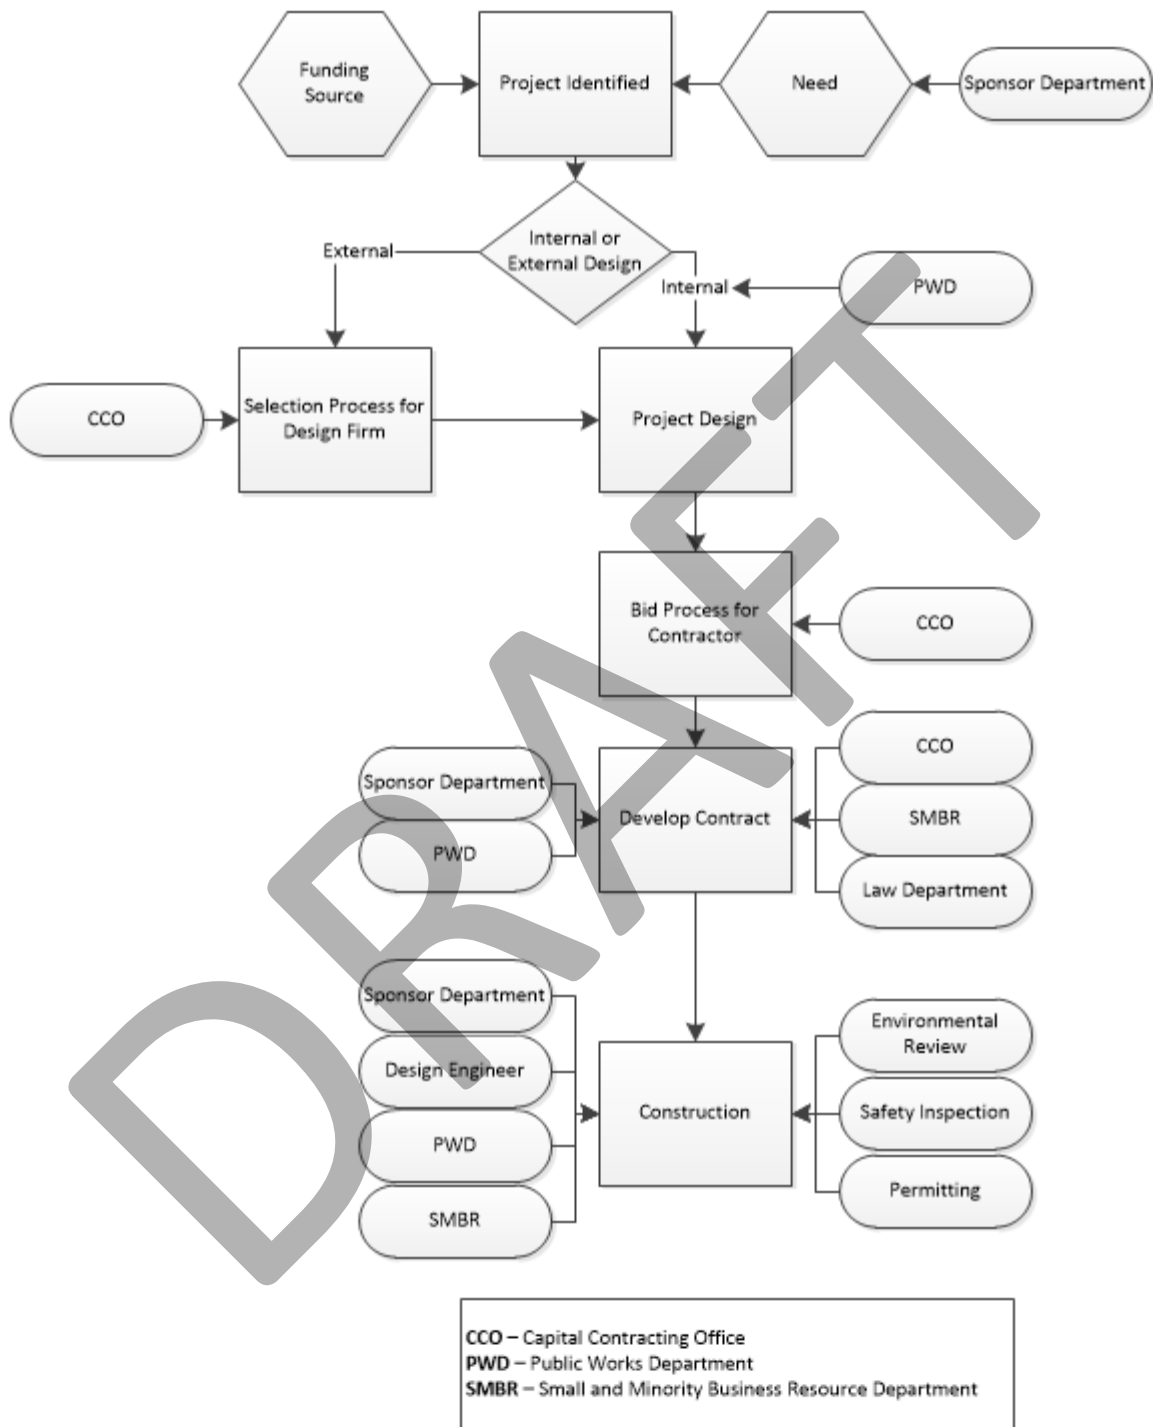 Funding
Source
Project Identified
Need
Sponsor Department
Internal or
External Design
External
Internal
PWD
CCO
Selection Process for
Design Firm
Project Design
Bid Process for
Contractor
CCO
Sponsor Department
PWD
Develop Contract
CCO
SMBR
Law Department
Sponsor Department
Design Engineer
PWD
SMBR
Construction
Environmental
Review
Safety Inspection
Permitting
DRAFT
CCO – Capital Contracting Office
PWD – Public Works Department
SMBR – Small and Minority Business Resource Department